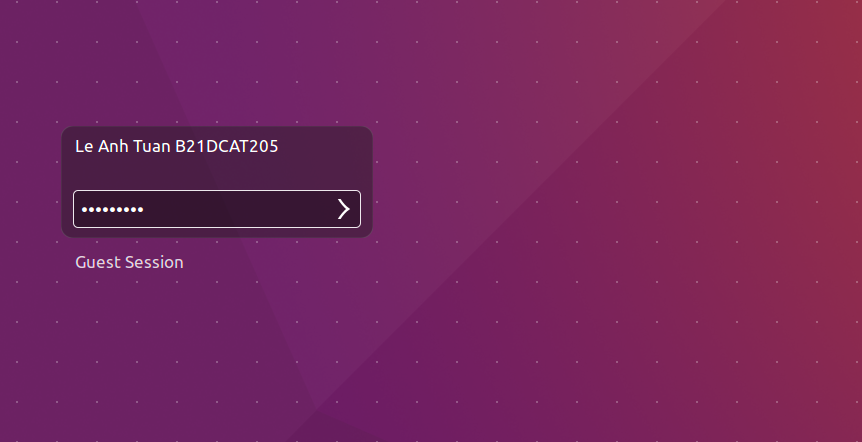 Le Anh Tuan B21DCAT205
•••••••••
Guest Session